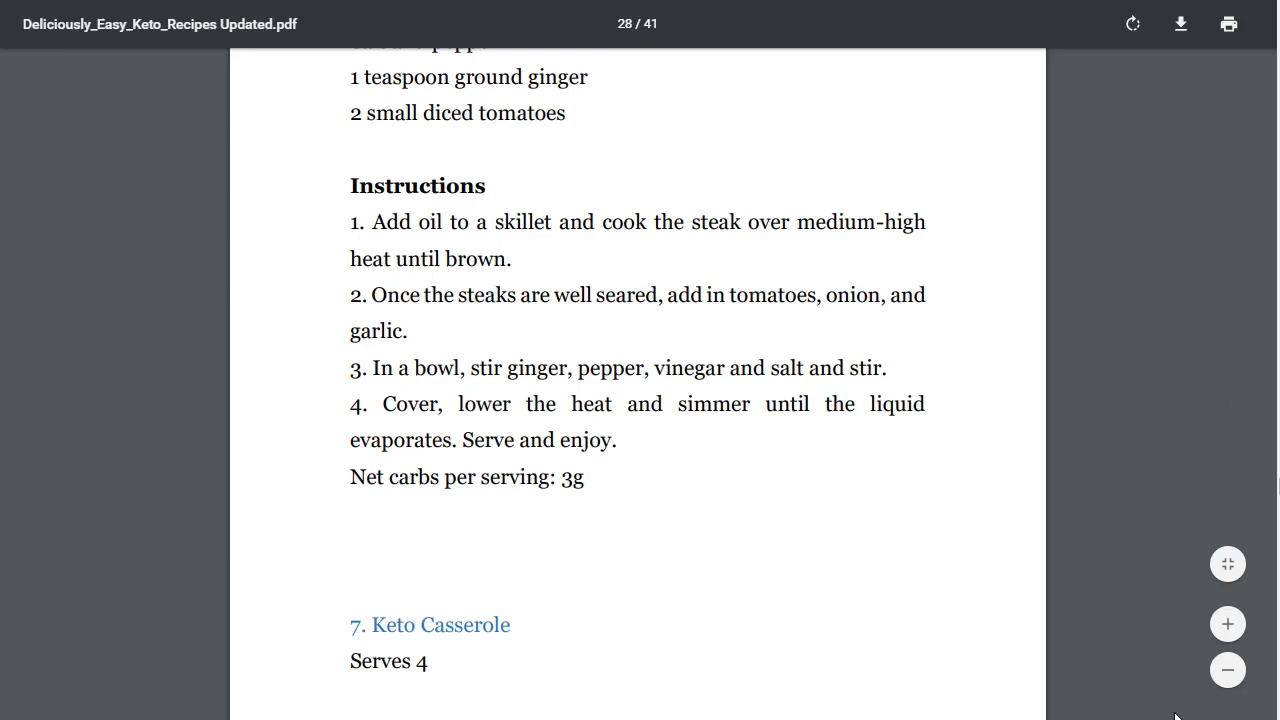 Deliciously_Easy_Keto_Recipes Updated.pdf
28 / 41
1 teaspoon ground ginger
2 small diced tomatoes
Instructions
1. Add oil to a skillet and cook the steak over medium-high
heat until brown.
2. Once the steaks are well seared, add in tomatoes, onion, and
garlic.
3. In a bowl, stir ginger, pepper, vinegar and salt and stir.
4. Cover, lower the heat and simmer until the liquid
evaporates. Serve and enjoy.
Net carbs per serving: 3g
7. Keto Casserole
Serves 4